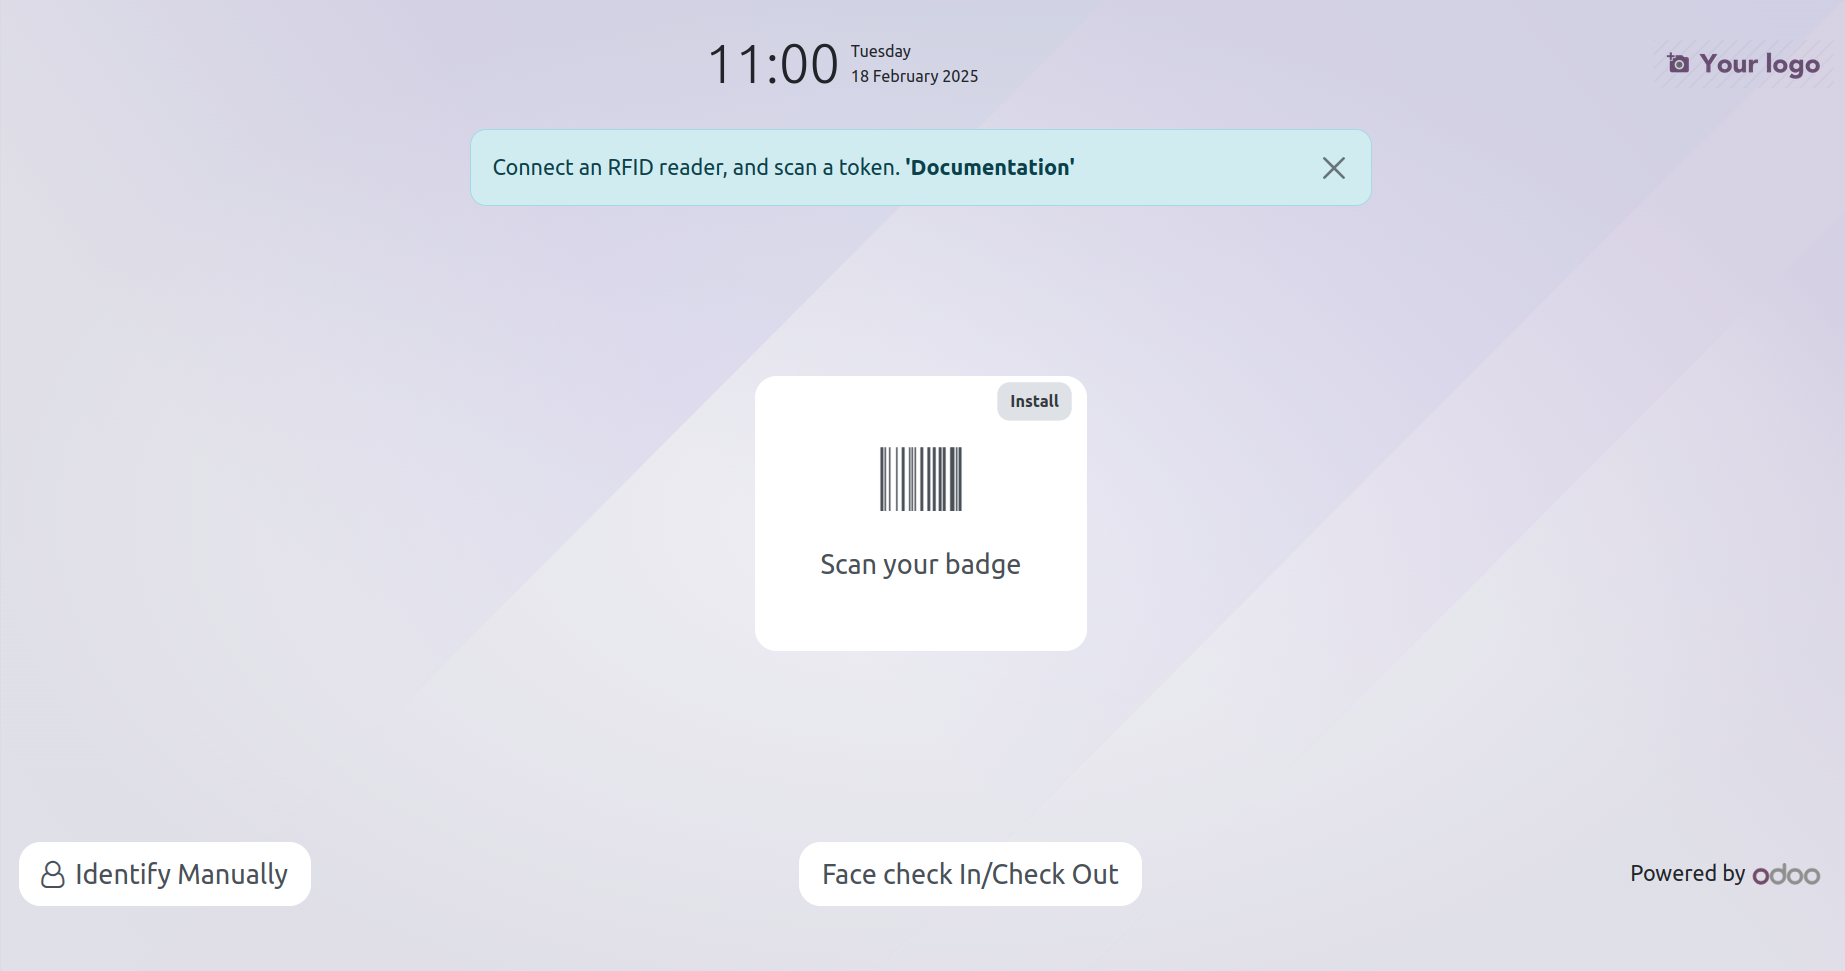 11:00
Tuesday
18 February 2025
Your logo
Connect an RFID reader, and scan a token. 'Documentation'
Install
Scan your badge
Identify Manually
Face check In/Check Out
Powered by odoo